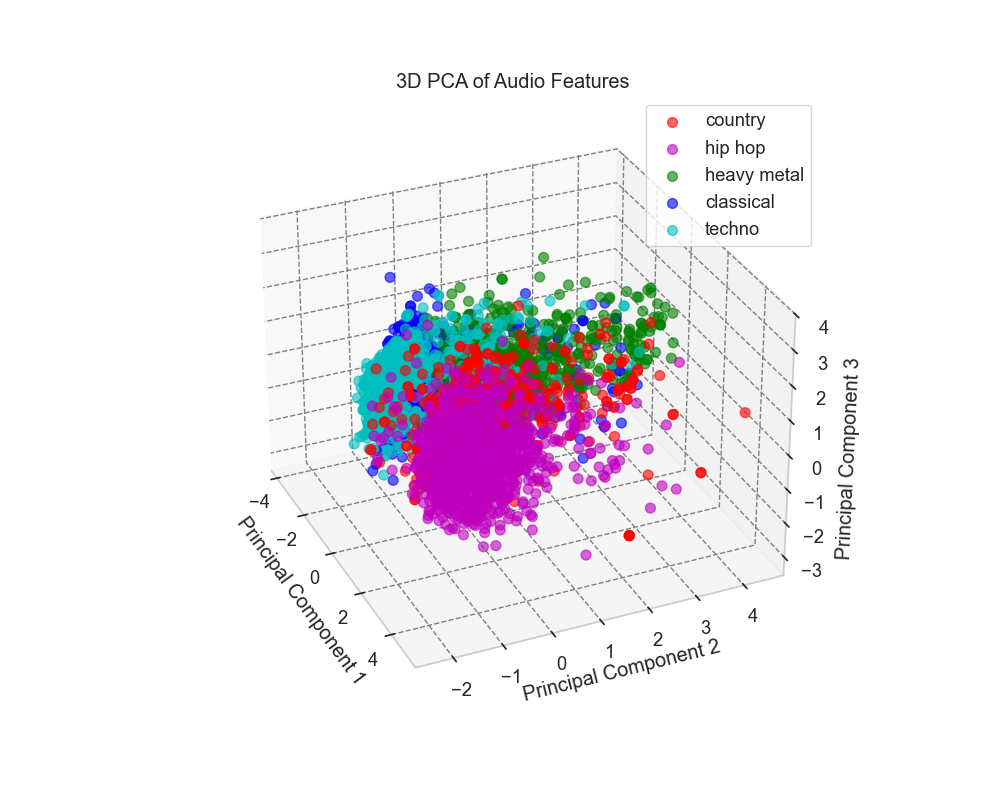 3D PCA of Audio Features
country
hip hop
heavy metal
classical
techno
4
3
2
1
0
−1
−2
−3
Principal Component 3
−4
−2
0
2
4
Principal Component 1
−2
−1
0
1
2
3
4
Principal Component 2